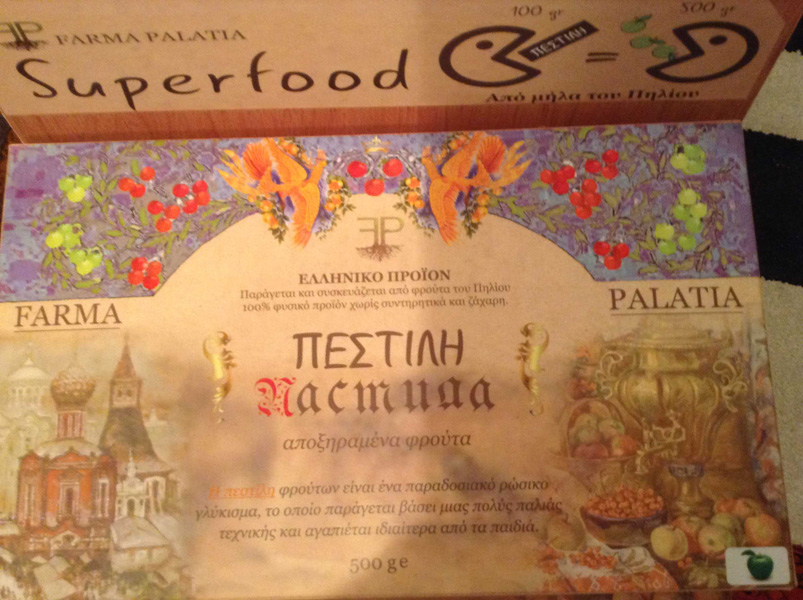 100 gr
500 gr
FP FARMA PALATIA
Superfood
ΠΕΣΤΙΛΗ
=
Από μήλα του Πηλίου
FP
ΕΛΛΗΝΙΚΟ ΠΡΟΪΟΝ
Παράγεται και συσκευάζεται από φρούτα του Πηλίου
100% φυσικό προϊόν χωρίς συντηρητικά και ζάχαρη.
FARMA
PALATIA
ΠΕΣΤΙΛΗ
Пастила
αποξηραμένα φρούτα
Η πεστίλη φρούτων είναι ένα παραδοσιακό ρώσικο
γλύκισμα, το οποίο παράγεται βάσει μιας πολύς παλιάς
τεχνικής και αγαπιέται ιδιαίτερα από τα παιδιά.
500 g e